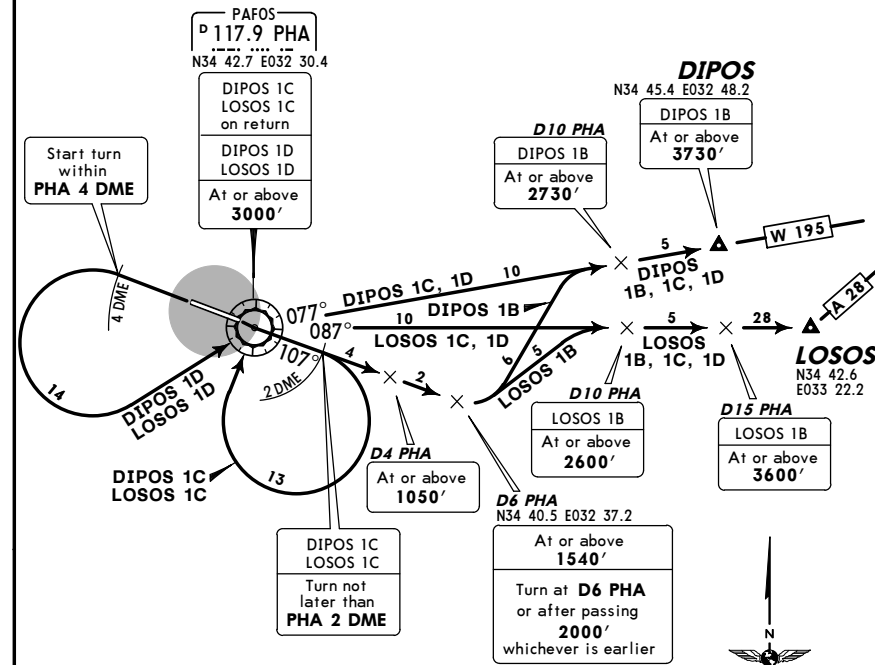 PAFOS
D 117.9 PHA
N34 42.7 E032 30.4
DIPOS 1C
LOSOS 1C
on return
DIPOS 1D
LOSOS 1D
At or above
3000'
Start turn
within
PHA 4 DME
DIPOS
N34 45.4 E032 48.2
DIPOS 1B
At or above
3730'
D10 PHA
DIPOS 1B
At or above
2730'
W 195
5
DIPOS
1B, 1C, 1D
10
DIPOS 1C, 1D
DIPOS 1B
4 DME
077°
087°
107°
10
LOSOS 1C, 1D
5
LOSOS
1B, 1C, 1D
28
A 28
LOSOS
N34 42.6
E033 22.2
6
5
LOSOS 1B
2 DME
4
2
14
DIPOS 1D
LOSOS 1D
DIPOS 1C
LOSOS 1C
13
D10 PHA
LOSOS 1B
At or above
2600'
D15 PHA
LOSOS 1B
At or above
3600'
D4 PHA
At or above
1050'
D6 PHA
N34 40.5 E032 37.2
At or above
1540'
Turn at D6 PHA
or after passing
2000'
whichever is earlier
DIPOS 1C
LOSOS 1C
Turn not
later than
PHA 2 DME
N